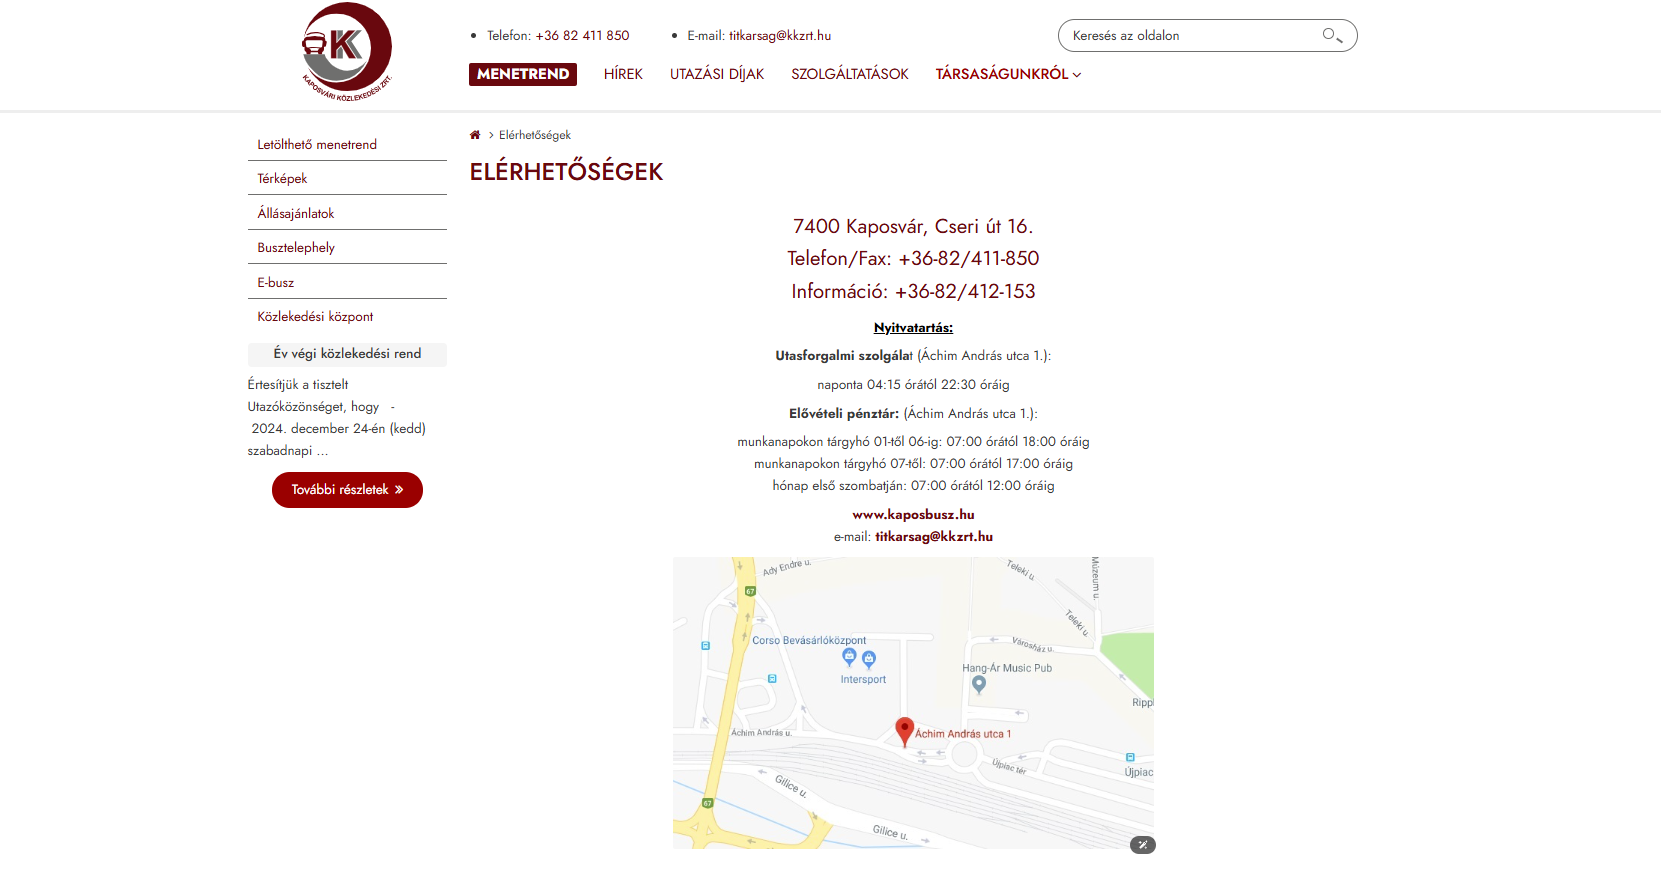 KK
KAPOSVÁRI KÖZLEKEDÉSI ZRT.
Telefon: +36 82 411 850
E-mail: titkarsag@kkzrt.hu
Keresés az oldalon
MENETREND
HÍREK
UTAZÁSI DÍJAK
SZOLGÁLTATÁSOK
TÁRSASÁGUNKRÓL
Letölthető menetrend
Térképek
Állásajánlatok
Busztelephely
E-busz
Közlekedési központ
Év végi közlekedési rend
Értesítjük a tisztelt
Utazóközönséget, hogy -
2024. december 24-én (kedd)
szabadnapi ...
További részletek »
Elérhetőségek
ELÉRHETŐSÉGEK
7400 Kaposvár, Cseri út 16.
Telefon/Fax: +36-82/411-850
Információ: +36-82/412-153
Nyitvatartás:
Utasforgalmi szolgálat (Áchim András utca 1.):
naponta 04:15 órától 22:30 óráig
Elővételi pénztár: (Áchim András utca 1.):
munkanapokon tárgyhó 01-től 06-ig: 07:00 órától 18:00 óráig
munkanapokon tárgyhó 07-től: 07:00 órától 17:00 óráig
hónap első szombatján: 07:00 órától 12:00 óráig
www.kaposbusz.hu
e-mail: titkarsag@kkzrt.hu
Ady Endre u.
Teleki u.
Múzeum u.
67
Teleki u.
Corso Bevásárlóközpont
Városház u.
Intersport
Hang-Ár Music Pub
Rippl
Áchim András u.
Áchim András utca 1
Újpiac tér
Újpiac
Gilice u.
67
Gilice u.